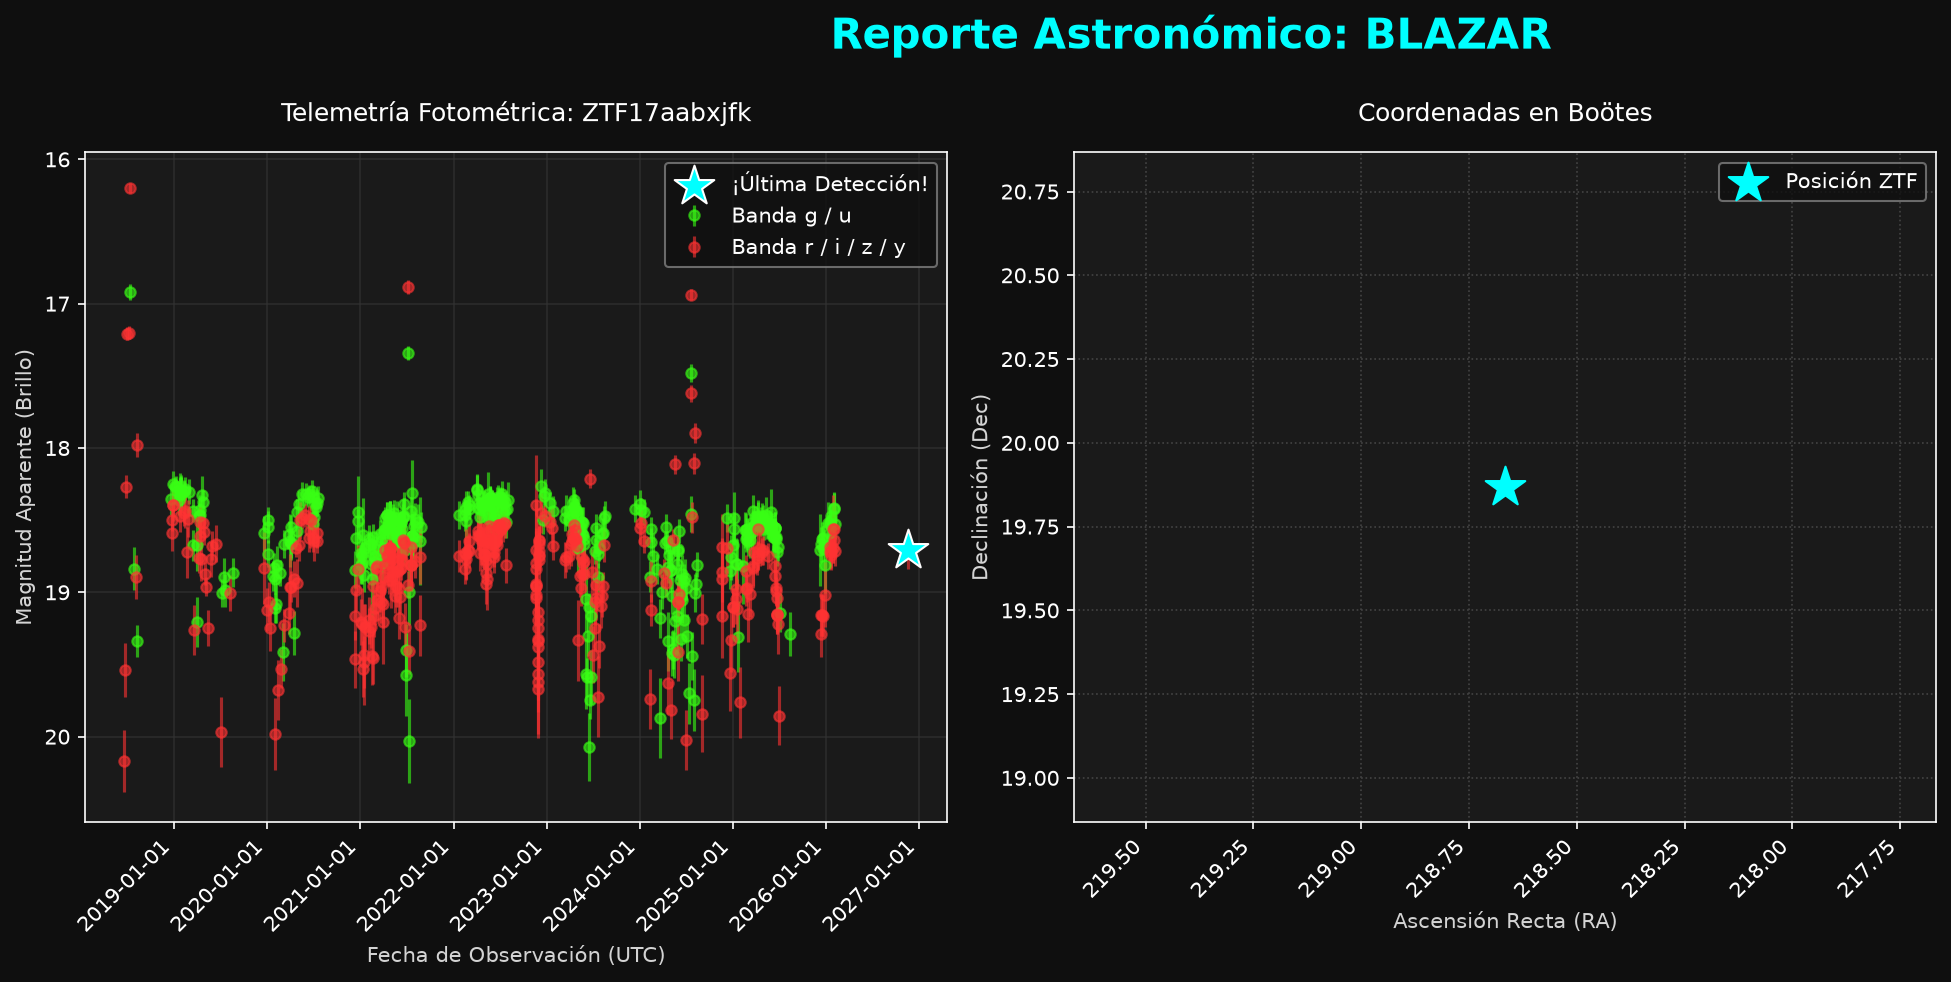 Reporte Astronómico: BLAZAR
Telemetría Fotométrica: ZTF17aabxjfk
Magnitud Aparente (Brillo)
16
17
18
19
20
¡Última Detección!
Banda g / u
Banda r / i / z / y
2019-01-01
2020-01-01
2021-01-01
2022-01-01
2023-01-01
2024-01-01
2025-01-01
2026-01-01
2027-01-01
Fecha de Observación (UTC)
Coordenadas en Boötes
Declinación (Dec)
20.75
20.50
20.25
20.00
19.75
19.50
19.25
19.00
Posición ZTF
219.50
219.25
219.00
218.75
218.50
218.25
218.00
217.75
Ascensión Recta (RA)